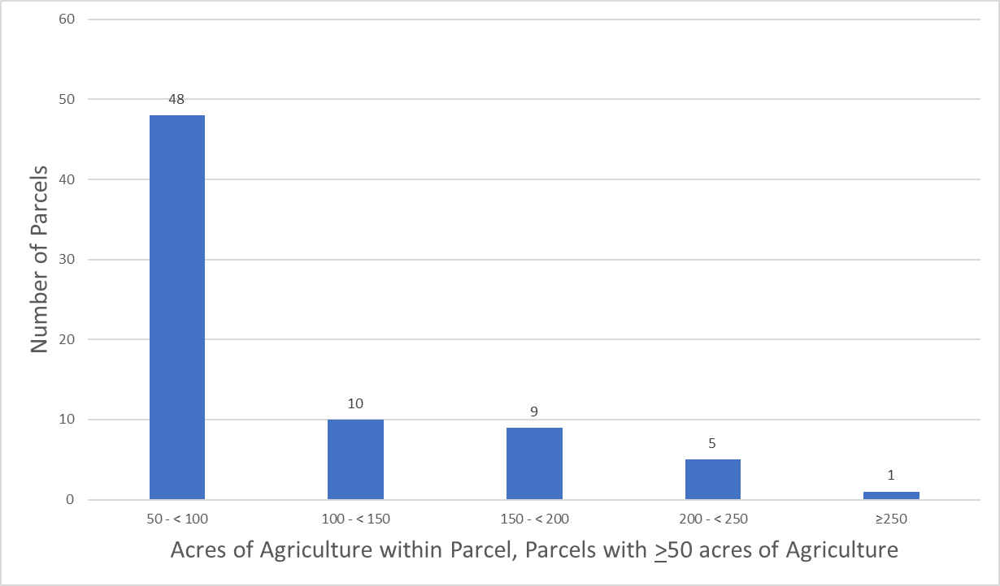 60
50
40
30
20
10
0
Number of Parcels
48
10
9
5
1
50 - < 100
100 - < 150
150 - < 200
200 - < 250
≥250
Acres of Agriculture within Parcel, Parcels with >50 acres of Agriculture